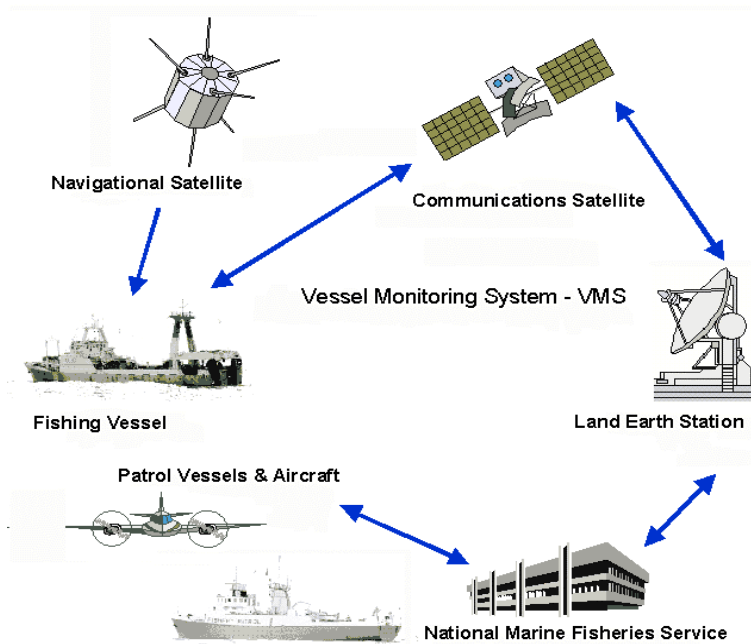 Navigational Satellite
Communications Satellite
Vessel Monitoring System - VMS
Fishing Vessel
Land Earth Station
Patrol Vessels & Aircraft
National Marine Fisheries Service